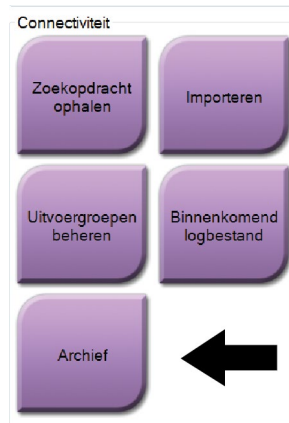 Connectiviteit
Zoekopdracht
ophalen
Importeren
Uitvoergroepen
beheren
Binnenkomend
logbestand
Archief